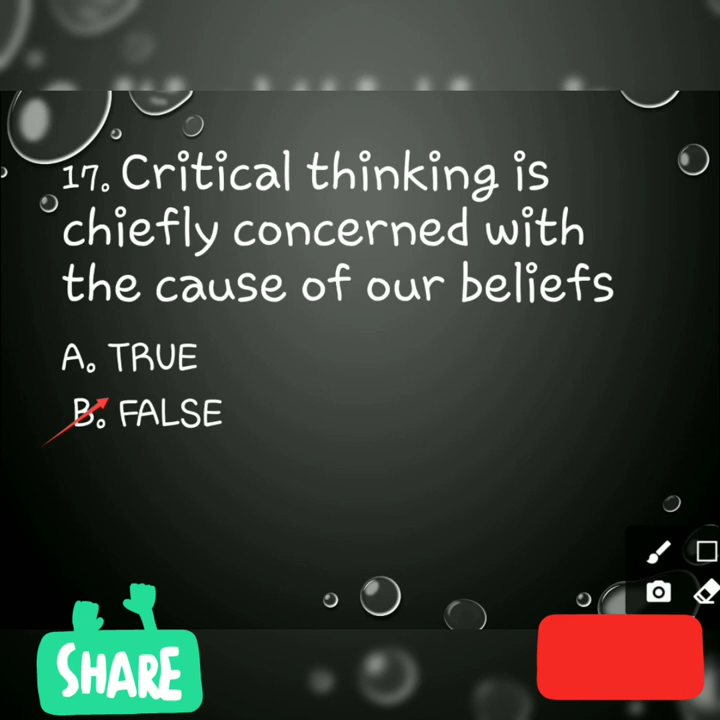 17. Critical thinking is
chiefly concerned with
the cause of our beliefs
A. TRUE
B. FALSE
SHARE